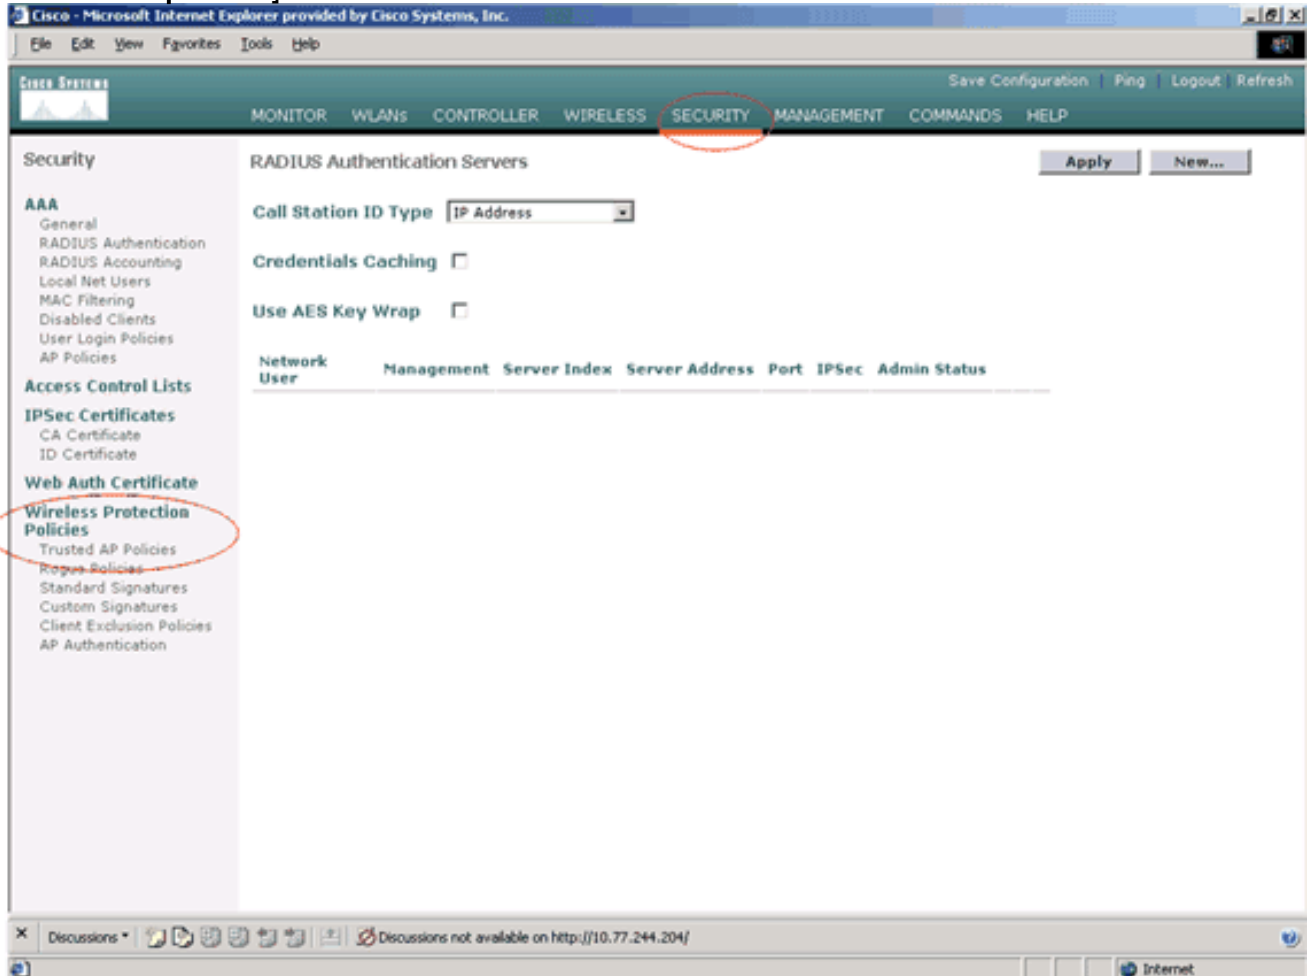 Cisco - Microsoft Internet Explorer provided by Cisco Systems, Inc.
File Edit View Favorites Tools Help
CISCO SYSTEMS
Save Configuration | Ping | Logout | Refresh
MONITOR WLANs CONTROLLER WIRELESS SECURITY MANAGEMENT COMMANDS HELP
Security
AAA
General
RADIUS Authentication
RADIUS Accounting
Local Net Users
MAC Filtering
Disabled Clients
User Login Policies
AP Policies
Access Control Lists
IPSec Certificates
CA Certificate
ID Certificate
Web Auth Certificate
Wireless Protection
Policies
Trusted AP Policies
Rogue Policies
Standard Signatures
Custom Signatures
Client Exclusion Policies
AP Authentication
RADIUS Authentication Servers
Apply New...
Call Station ID Type IP Address
Credentials Caching
Use AES Key Wrap
Network
User Management Server Index Server Address Port IPSec Admin Status
Discussions Discussions not available on http://10.77.244.204/
Internet